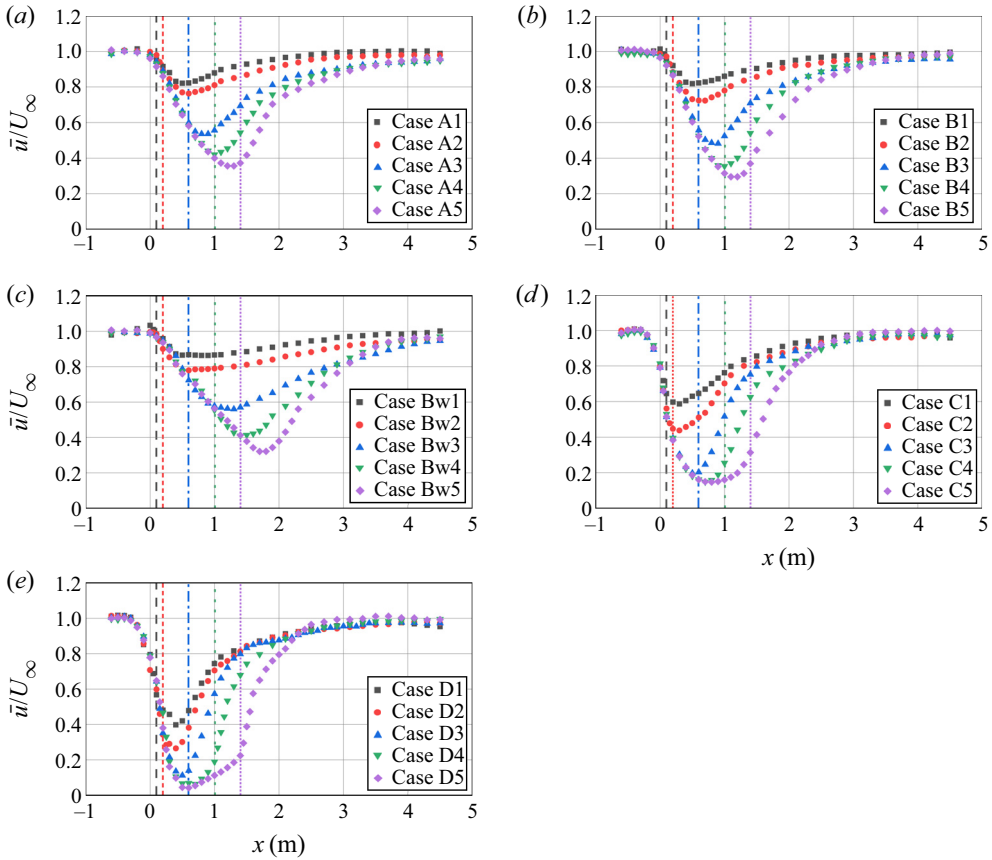 (a)
1.2
1.0
0.8
0.6
0.4
0.2
0
ū/U∞
Case A1
Case A2
Case A3
Case A4
Case A5
–1 0 1 2 3 4 5
(b)
1.2
1.0
0.8
0.6
0.4
0.2
0
Case B1
Case B2
Case B3
Case B4
Case B5
–1 0 1 2 3 4 5
(c)
1.2
1.0
0.8
0.6
0.4
0.2
0
ū/U∞
Case Bw1
Case Bw2
Case Bw3
Case Bw4
Case Bw5
–1 0 1 2 3 4 5
(d)
1.2
1.0
0.8
0.6
0.4
0.2
0
Case C1
Case C2
Case C3
Case C4
Case C5
–1 0 1 2 3 4 5
x (m)
(e)
1.2
1.0
0.8
0.6
0.4
0.2
0
ū/U∞
Case D1
Case D2
Case D3
Case D4
Case D5
–1 0 1 2 3 4 5
x (m)